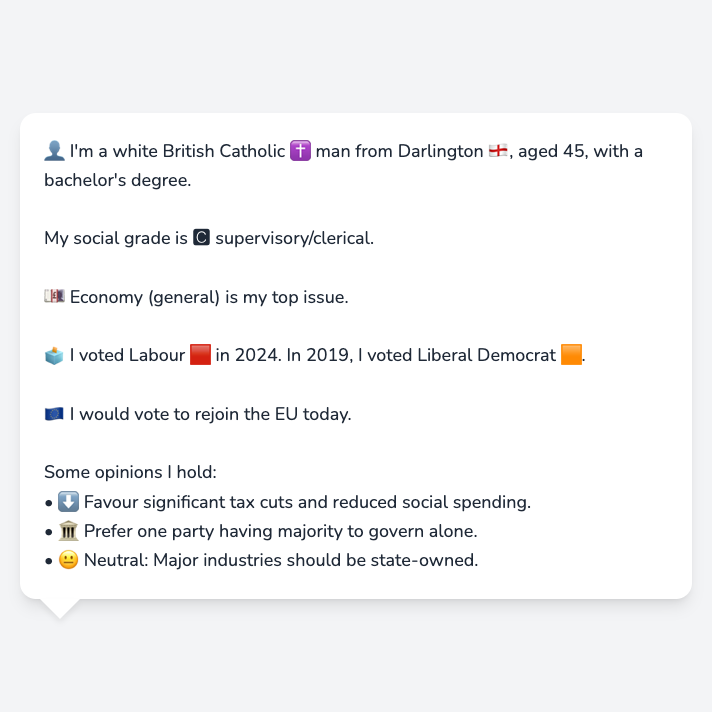 👤 I'm a white British Catholic ✝️ man from Darlington 🏴󠁧󠁢󠁥󠁮󠁧󠁿, aged 45, with a
bachelor's degree.
My social grade is 🅲 supervisory/clerical.
💷 Economy (general) is my top issue.
🗳️ I voted Labour 🟥 in 2024. In 2019, I voted Liberal Democrat 🟧.
🇪🇺 I would vote to rejoin the EU today.
Some opinions I hold:
• ⬇️ Favour significant tax cuts and reduced social spending.
• 🏛️ Prefer one party having majority to govern alone.
• 😐 Neutral: Major industries should be state-owned.